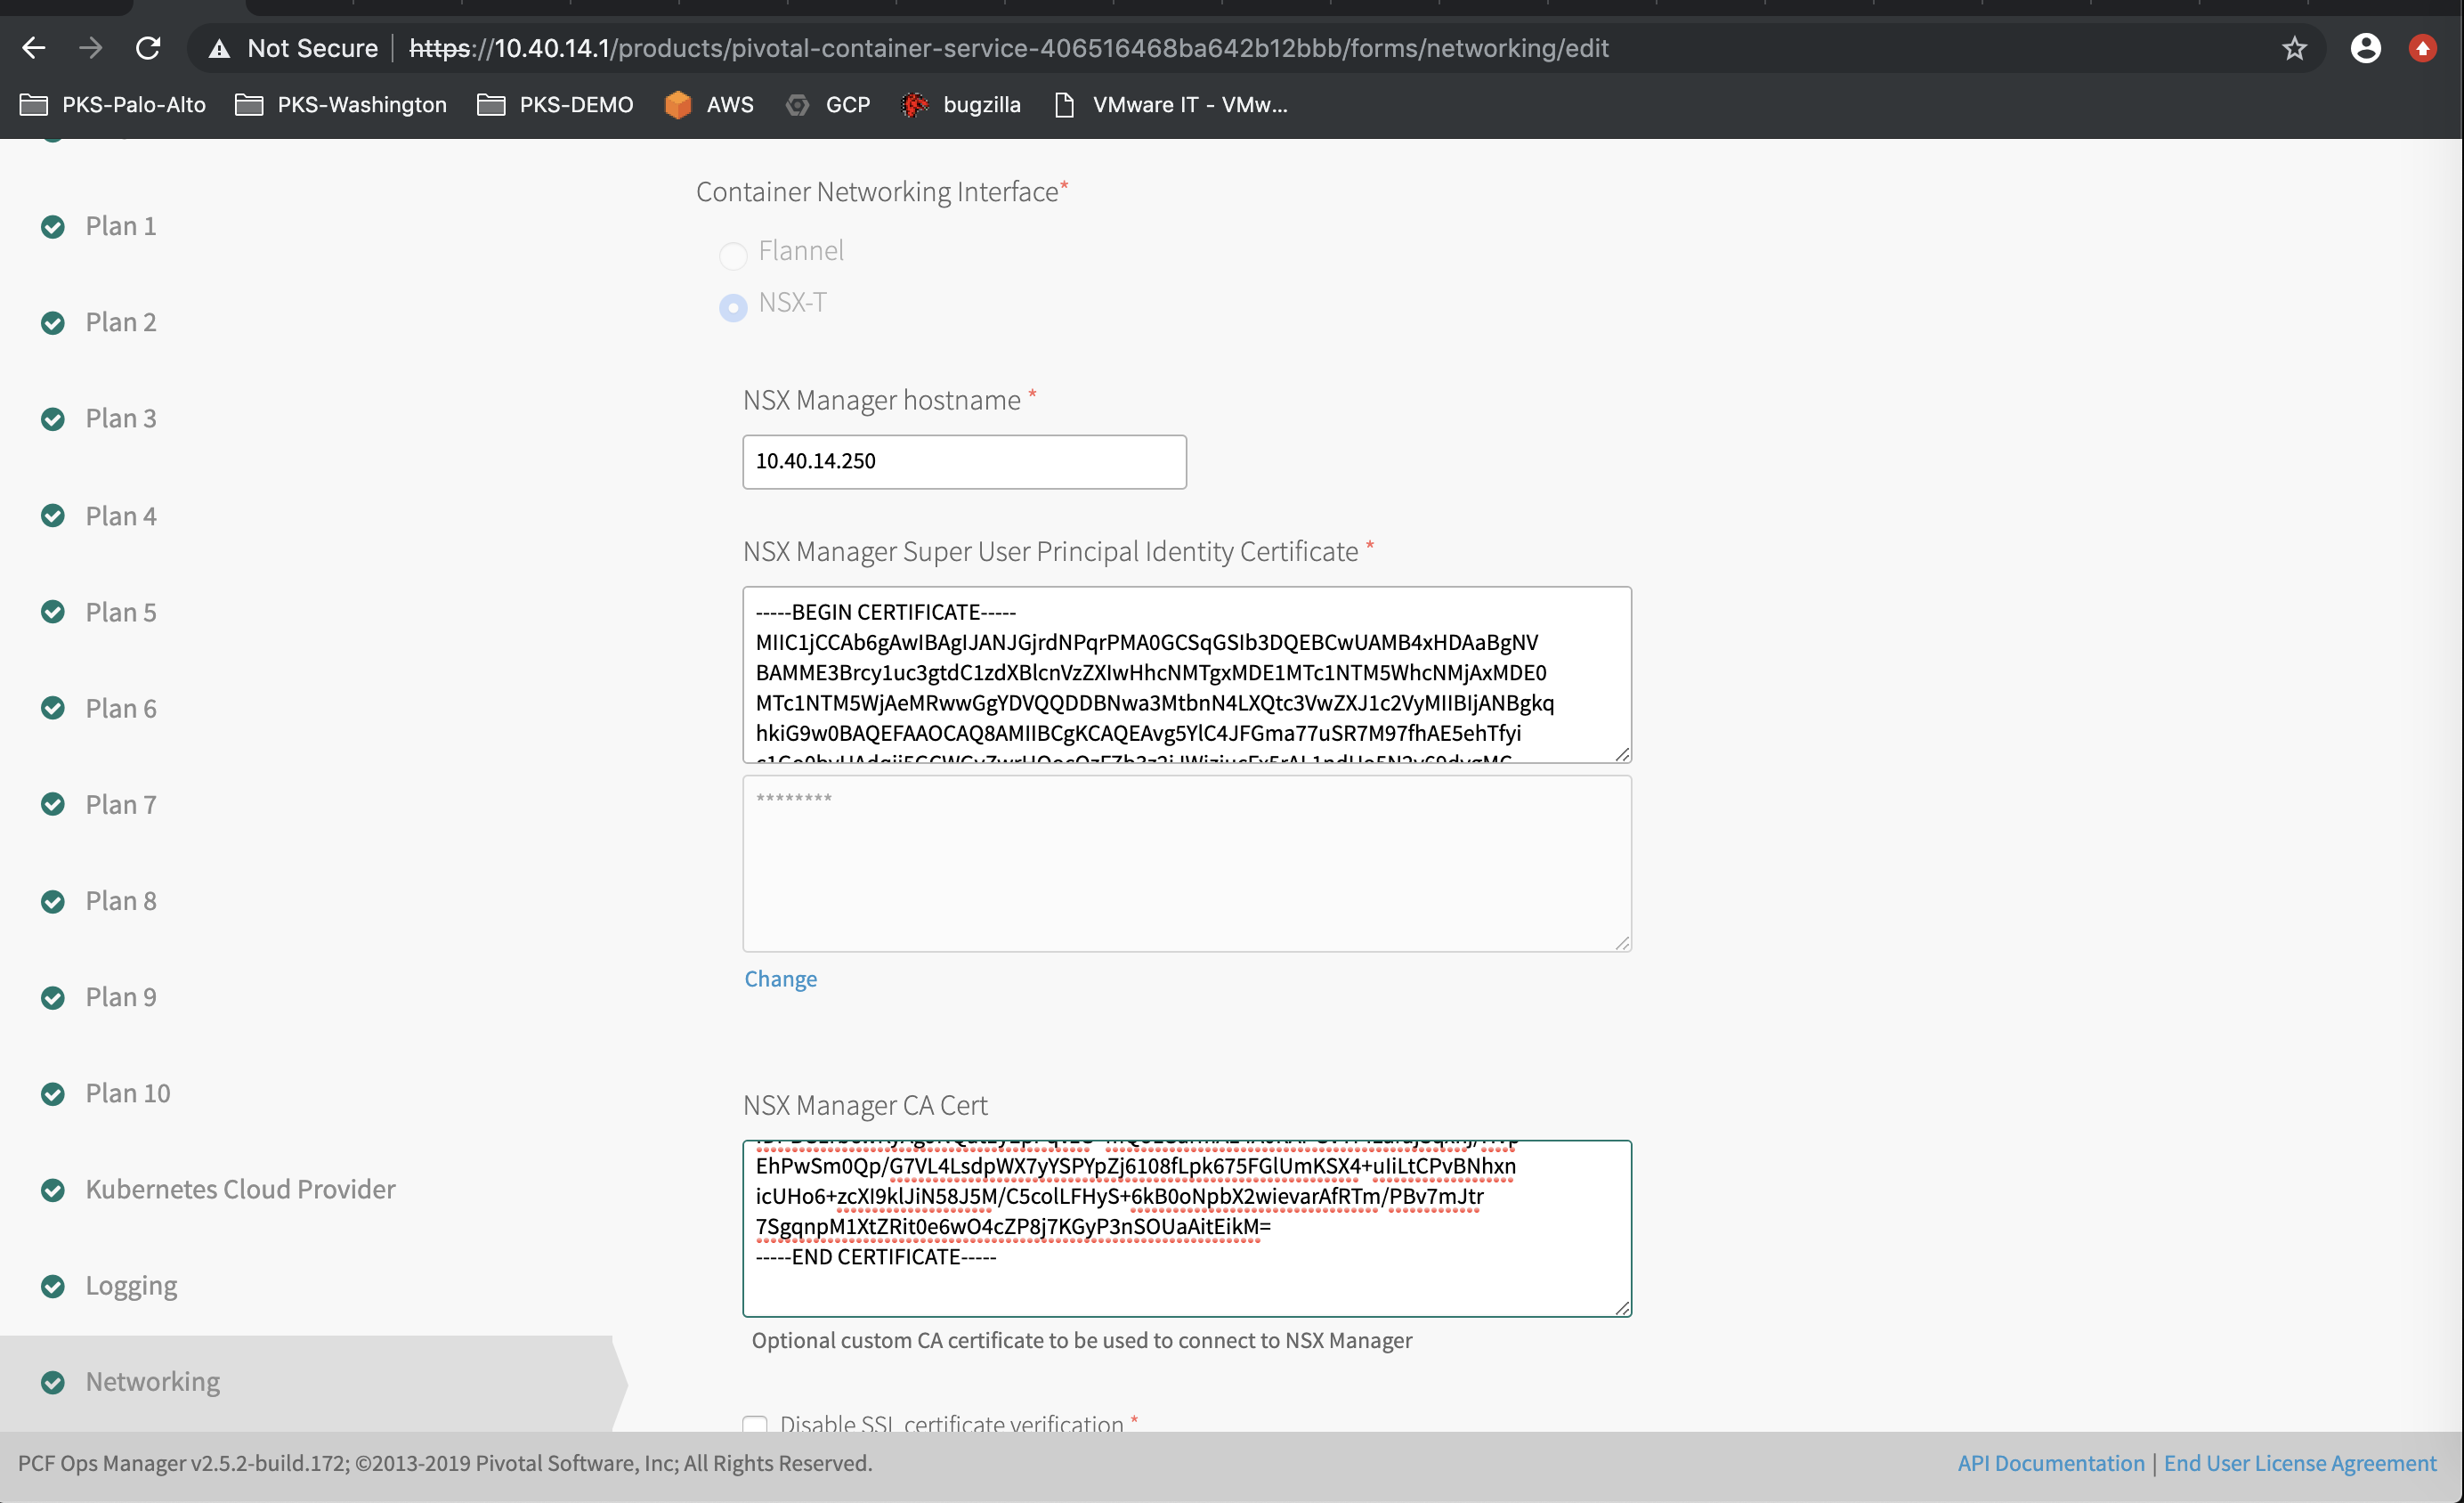 Not Secure | https://10.40.14.1/products/pivotal-container-service-406516468ba642b12bbb/forms/networking/edit
PKS-Palo-Alto PKS-Washington PKS-DEMO AWS GCP bugzilla VMware IT - VMw...
Container Networking Interface*
Flannel
NSX-T
NSX Manager hostname *
10.40.14.250
NSX Manager Super User Principal Identity Certificate *
-----BEGIN CERTIFICATE-----
MIIC1jCCAb6gAwIBAgIJANJGjrdNPqrPMA0GCSqGSIb3DQEBCwUAMB4xHDAaBgNV
BAMME3Brcy1uc3gtdC1zdXBlcnVzZXIwHhcNMTgxMDE1MTc1NTM5WhcNMjAxMDE0
MTc1NTM5WjAeMRwwGgYDVQQDDBNwa3MtbnN4LXQtc3VwZXJ1c2VyMIIBIjANBgkq
hkiG9w0BAQEFAAOCAQ8AMIIBCgKCAQEAvg5YlC4JFGma77uSR7M97fhAE5ehTfyi
********
Change
NSX Manager CA Cert
EhPwSm0Qp/G7VL4LsdpWX7yYSPYpZj6108fLpk675FGlUmKSX4+uIiLtCPvBNhxn
icUHo6+zcXI9klJiN58J5M/C5colLFHyS+6kB0oNpbX2wievarAfRTm/PBv7mJtr
7SgqnpM1XtZRit0e6wO4cZP8j7KGyP3nSOUaAitEikM=
-----END CERTIFICATE-----
Optional custom CA certificate to be used to connect to NSX Manager
Disable SSL certificate verification *
Plan 1
Plan 2
Plan 3
Plan 4
Plan 5
Plan 6
Plan 7
Plan 8
Plan 9
Plan 10
Kubernetes Cloud Provider
Logging
Networking
PCF Ops Manager v2.5.2-build.172; ©2013-2019 Pivotal Software, Inc; All Rights Reserved.
API Documentation | End User License Agreement